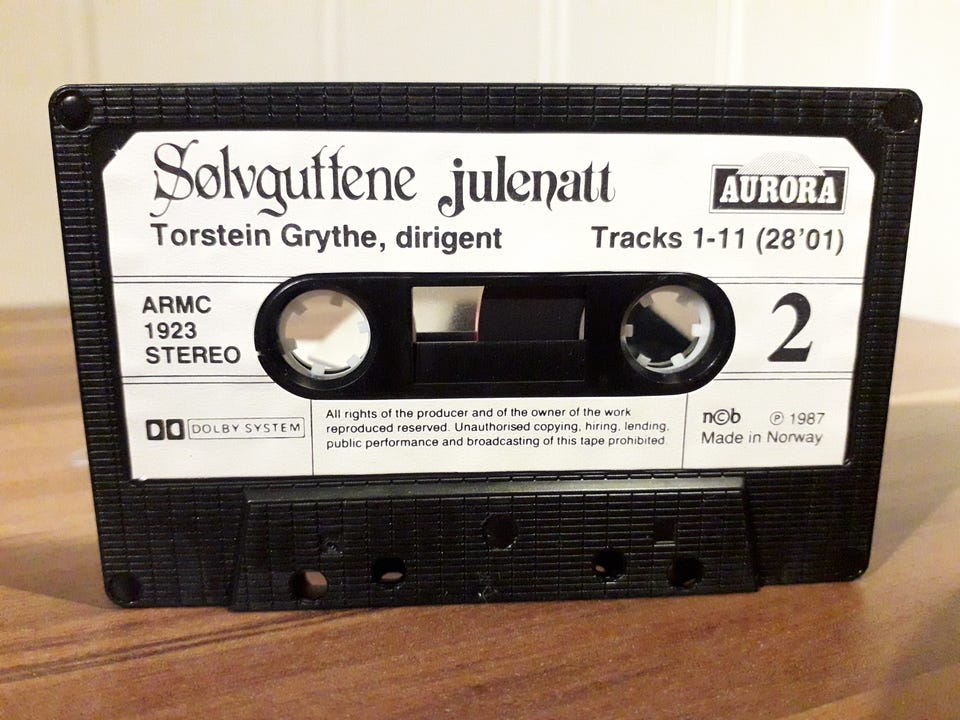 Sølvguttene julenatt
AURORA
Torstein Grythe, dirigent
Tracks 1-11 (28'01)
ARMC
1923
STEREO
2
DOLBY SYSTEM
All rights of the producer and of the owner of the work
reproduced reserved. Unauthorised copying, hiring, lending,
public performance and broadcasting of this tape prohibited.
n©b ℗ 1987
Made in Norway